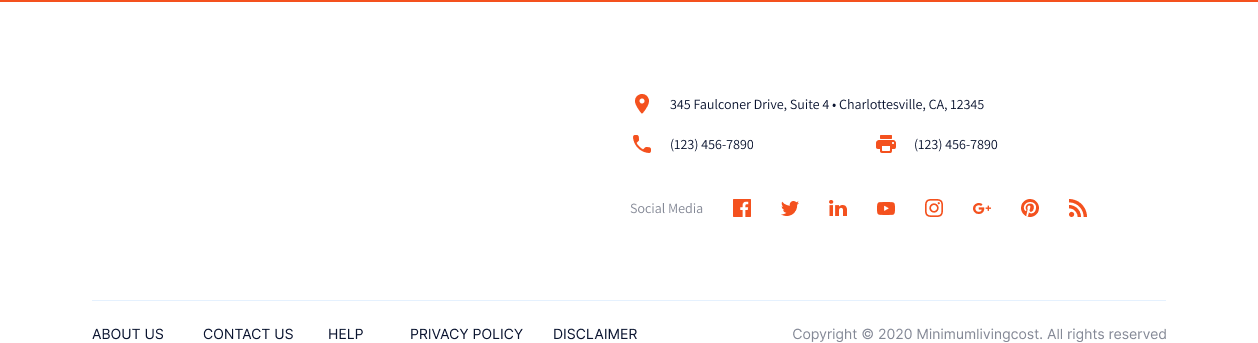 345 Faulconer Drive, Suite 4 • Charlottesville, CA, 12345
(123) 456-7890 (123) 456-7890
Social Media
ABOUT US CONTACT US HELP PRIVACY POLICY DISCLAIMER Copyright © 2020 Minimumlivingcost. All rights reserved